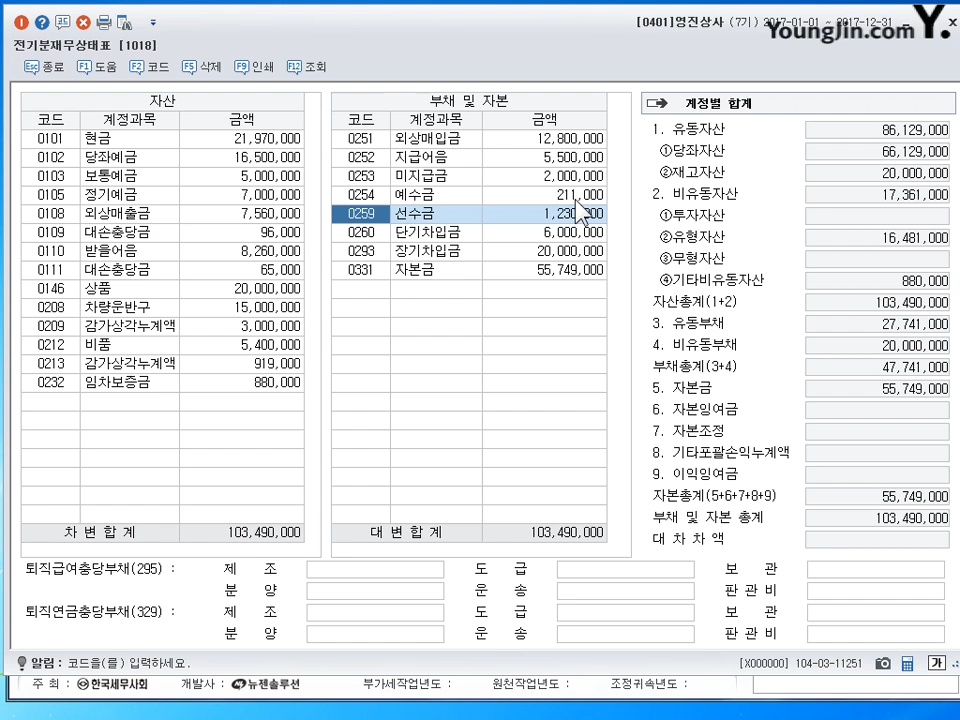 [0401]영진상사 (7기) 2017-01-01 ~ 2017-12-31
YoungJin.com Y.
전기분재무상태표 [1018]
Esc 종료 F1 도움 F2 코드 F5 삭제 F9 인쇄 F12 조회
자산 부채 및 자본 계정별 합계
코드 계정과목 금액 코드 계정과목 금액
0101 현금 21,970,000 0251 외상매입금 12,800,000 1. 유동자산 86,129,000
0102 당좌예금 16,500,000 0252 지급어음 5,500,000 ①당좌자산 66,129,000
0103 보통예금 5,000,000 0253 미지급금 2,000,000 ②재고자산 20,000,000
0105 정기예금 7,000,000 0254 예수금 211,000 2. 비유동자산 17,361,000
0108 외상매출금 7,560,000 0259 선수금 1,230,000 ①투자자산
0109 대손충당금 96,000 0260 단기차입금 6,000,000 ②유형자산 16,481,000
0110 받을어음 8,260,000 0293 장기차입금 20,000,000 ③무형자산
0111 대손충당금 65,000 0331 자본금 55,749,000 ④기타비유동자산 880,000
0146 상품 20,000,000 자산총계(1+2) 103,490,000
0208 차량운반구 15,000,000 3. 유동부채 27,741,000
0209 감가상각누계액 3,000,000 4. 비유동부채 20,000,000
0212 비품 5,400,000 부채총계(3+4) 47,741,000
0213 감가상각누계액 919,000 5. 자본금 55,749,000
0232 임차보증금 880,000 6. 자본잉여금
7. 자본조정
8. 기타포괄손익누계액
9. 이익잉여금
자본총계(5+6+7+8+9) 55,749,000
부채 및 자본 총계 103,490,000
차 변 합 계 103,490,000 대 변 합 계 103,490,000 대 차 차 액
퇴직급여충당부채(295) : 제 조 도 급 보 관
분 양 운 송 판 관 비
퇴직연금충당부채(329) : 제 조 도 급 보 관
분 양 운 송 판 관 비
알림 : 코드을(를) 입력하세요. [X000000] 104-03-11251 가
주 최 : 한국세무사회 개발사 : 뉴젠솔루션 부가세작업년도 : 원천작업년도 : 조정귀속년도 :